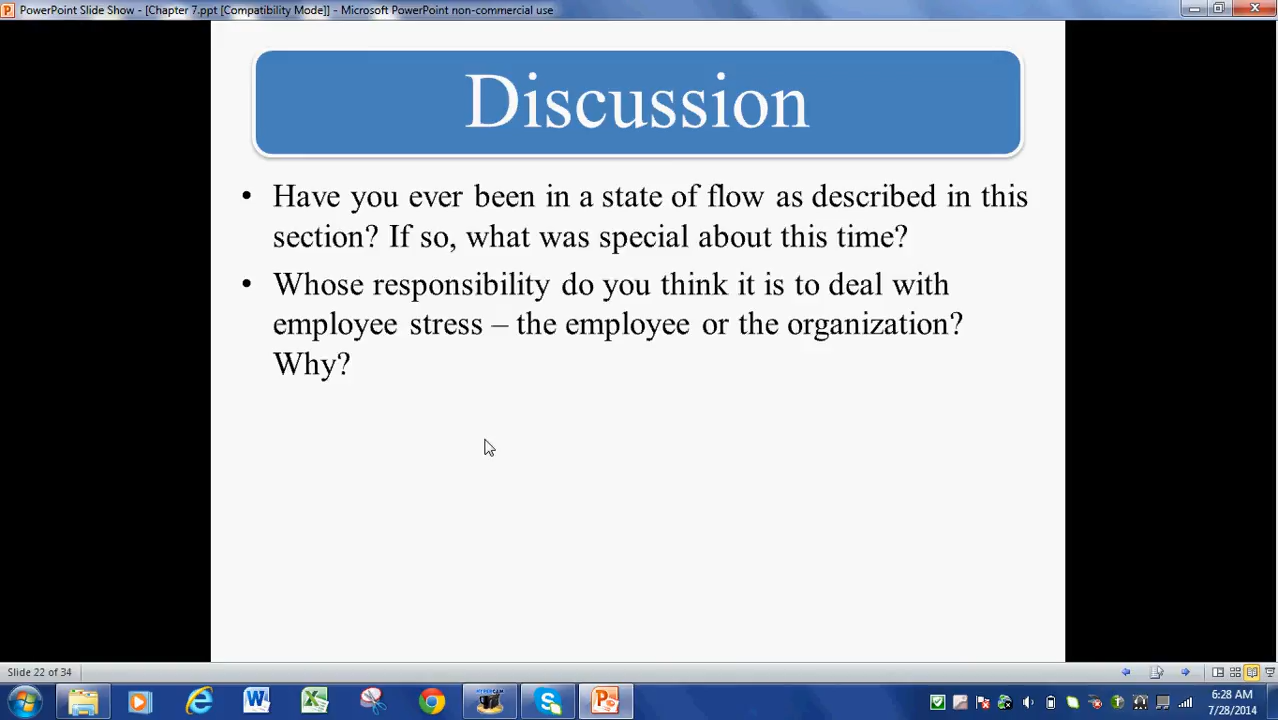 PowerPoint Slide Show - [Chapter 7.ppt [Compatibility Mode]] - Microsoft PowerPoint non-commercial use
Discussion
• Have you ever been in a state of flow as described in this
section? If so, what was special about this time?
• Whose responsibility do you think it is to deal with
employee stress – the employee or the organization?
Why?
Slide 22 of 34
6:28 AM
7/28/2014